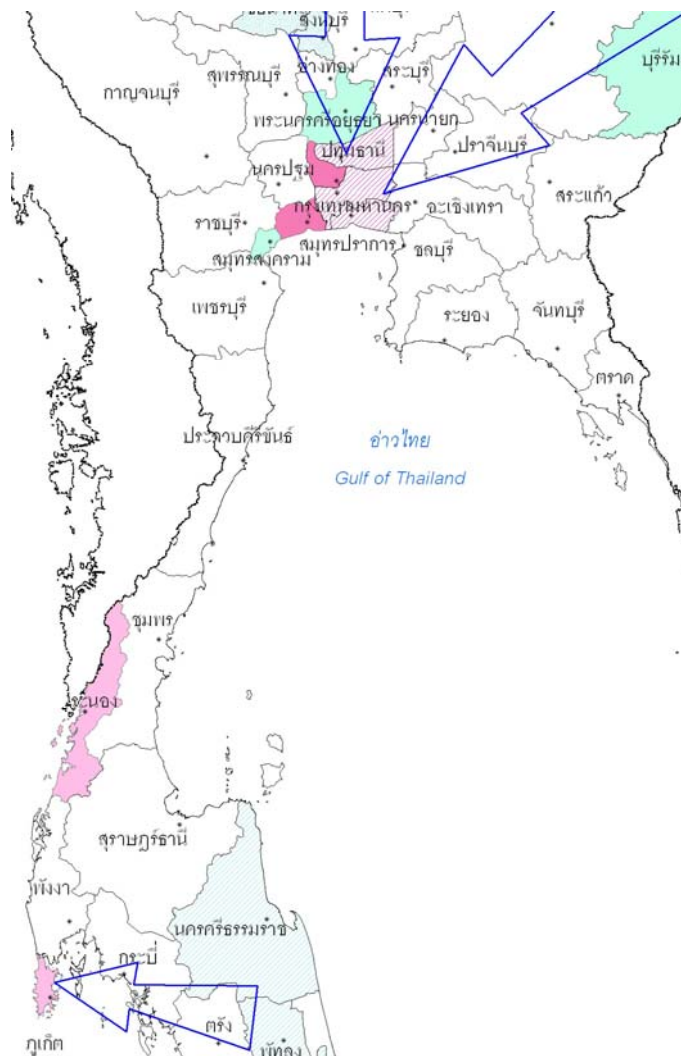 สิงห์บุรี
อ่างทอง
สระบุรี
สุพรรณบุรี
บุรีรัม
กาญจนบุรี
พระนครศรีอยุธยา
นครนายก
ปทุมธานี
ปราจีนบุรี
นครปฐม
สระแก้ว
กรุงเทพมหานคร
ฉะเชิงเทรา
ราชบุรี
สมุทรปราการ
ชลบุรี
สมุทรสงคราม
เพชรบุรี
ระยอง
จันทบุรี
ตราด
ประจวบคีรีขันธ์
อ่าวไทย
Gulf of Thailand
ชุมพร
ระนอง
สุราษฎร์ธานี
พังงา
นครศรีธรรมราช
กระบี่
ตรัง
ภูเก็ต
พัทลุง